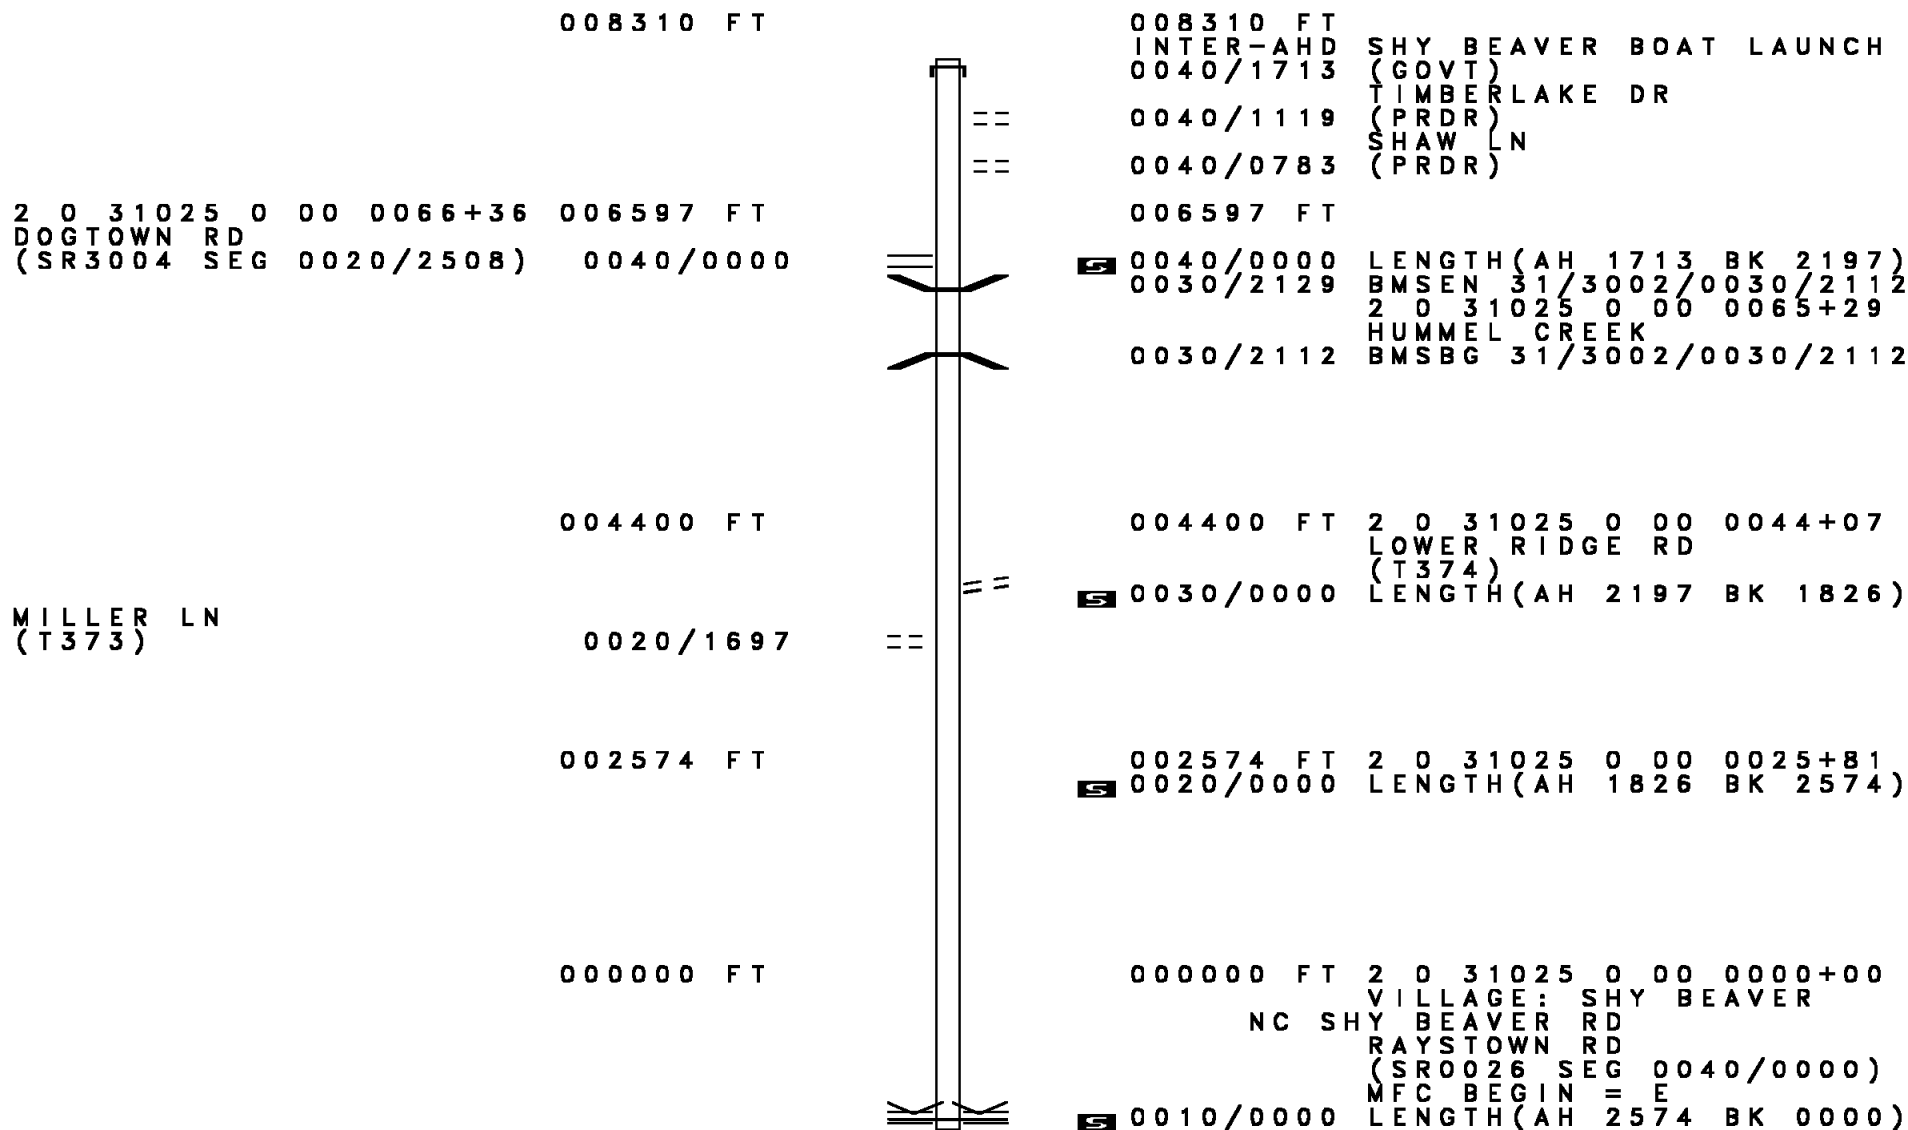 008310 FT 008310 FT
INTER-AHD SHY BEAVER BOAT LAUNCH
0040/1713 (GOVT)
TIMBERLAKE DR
0040/1119 (PRDR)
SHAW LN
0040/0783 (PRDR)
2 0 31025 0 00 0066+36 006597 FT 006597 FT
DOGTOWN RD
(SR3004 SEG 0020/2508) 0040/0000 S 0040/0000 LENGTH(AH 1713 BK 2197)
0030/2129 BMSEN 31/3002/0030/2112
2 0 31025 0 00 0065+29
HUMMEL CREEK
0030/2112 BMSBG 31/3002/0030/2112
004400 FT 004400 FT 2 0 31025 0 00 0044+07
LOWER RIDGE RD
(T374)
S 0030/0000 LENGTH(AH 2197 BK 1826)
MILLER LN
(T373) 0020/1697
002574 FT 002574 FT 2 0 31025 0 00 0025+81
S 0020/0000 LENGTH(AH 1826 BK 2574)
000000 FT 000000 FT 2 0 31025 0 00 0000+00
VILLAGE: SHY BEAVER
NC SHY BEAVER RD
RAYSTOWN RD
(SR0026 SEG 0040/0000)
MFC BEGIN = E
S 0010/0000 LENGTH(AH 2574 BK 0000)